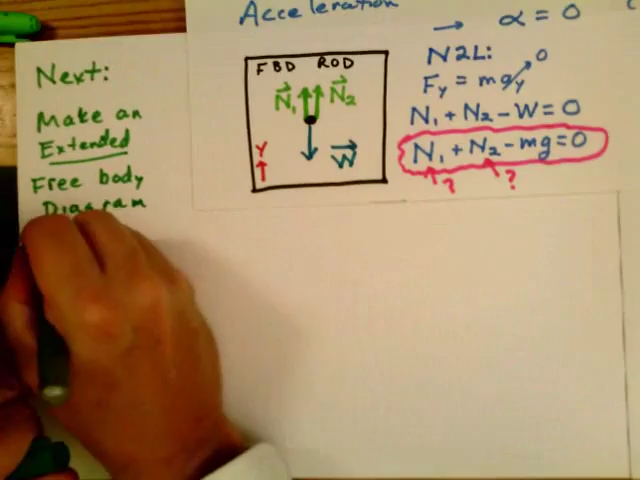 Acceleration
α = 0
Next:
Make an
Extended
Free body
Diagram
FBD ROD
N₁ N₂
Y
W
N2L:
Fy = mgy 0
N₁ + N₂ - W = 0
N₁ + N₂ - mg = 0
? ?